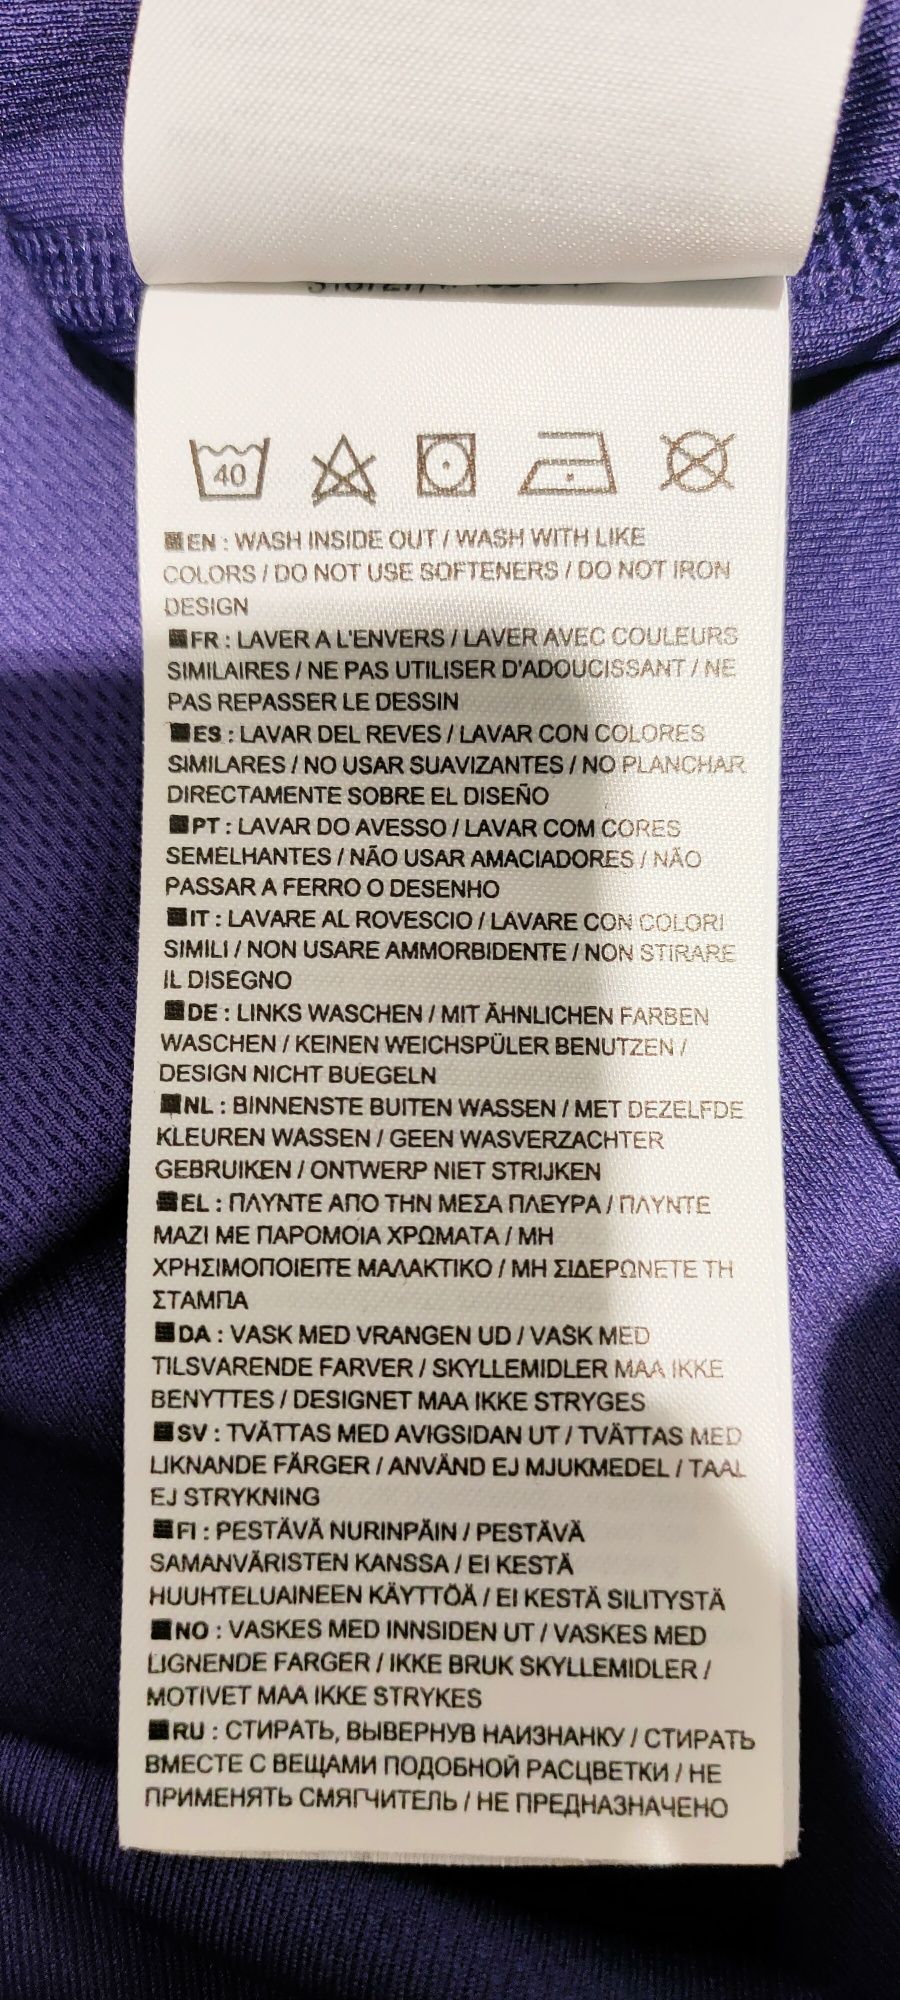 40
EN : WASH INSIDE OUT / WASH WITH LIKE
COLORS / DO NOT USE SOFTENERS / DO NOT IRON
DESIGN
FR : LAVER A L'ENVERS / LAVER AVEC COULEURS
SIMILAIRES / NE PAS UTILISER D'ADOUCISSANT / NE
PAS REPASSER LE DESSIN
ES : LAVAR DEL REVES / LAVAR CON COLORES
SIMILARES / NO USAR SUAVIZANTES / NO PLANCHAR
DIRECTAMENTE SOBRE EL DISEÑO
PT : LAVAR DO AVESSO / LAVAR COM CORES
SEMELHANTES / NÃO USAR AMACIADORES / NÃO
PASSAR A FERRO O DESENHO
IT : LAVARE AL ROVESCIO / LAVARE CON COLORI
SIMILI / NON USARE AMMORBIDENTE / NON STIRARE
IL DISEGNO
DE : LINKS WASCHEN / MIT ÄHNLICHEN FARBEN
WASCHEN / KEINEN WEICHSPÜLER BENUTZEN /
DESIGN NICHT BUEGELN
NL : BINNENSTE BUITEN WASSEN / MET DEZELFDE
KLEUREN WASSEN / GEEN WASVERZACHTER
GEBRUIKEN / ONTWERP NIET STRIJKEN
EL : ΠΛΥΝΤΕ ΑΠΟ ΤΗΝ ΜΕΣΑ ΠΛΕΥΡΑ / ΠΛΥΝΤΕ
ΜΑΖΙ ΜΕ ΠΑΡΟΜΟΙΑ ΧΡΩΜΑΤΑ / ΜΗ
ΧΡΗΣΙΜΟΠΟΙΕΙΤΕ ΜΑΛΑΚΤΙΚΟ / ΜΗ ΣΙΔΕΡΩΝΕΤΕ ΤΗ
ΣΤΑΜΠΑ
DA : VASK MED VRANGEN UD / VASK MED
TILSVARENDE FARVER / SKYLLEMIDLER MAA IKKE
BENYTTES / DESIGNET MAA IKKE STRYGES
SV : TVÄTTAS MED AVIGSIDAN UT / TVÄTTAS MED
LIKNANDE FÄRGER / ANVÄND EJ MJUKMEDEL / TAAL
EJ STRYKNING
FI : PESTÄVÄ NURINPÄIN / PESTÄVÄ
SAMANVÄRISTEN KANSSA / EI KESTÄ
HUUHTELUAINEEN KÄYTTÖÄ / EI KESTÄ SILITYSTÄ
NO : VASKES MED INNSIDEN UT / VASKES MED
LIGNENDE FARGER / IKKE BRUK SKYLLEMIDLER /
MOTIVET MAA IKKE STRYKES
RU : СТИРАТЬ, ВЫВЕРНУВ НАИЗНАНКУ / СТИРАТЬ
ВМЕСТЕ С ВЕЩАМИ ПОДОБНОЙ РАСЦВЕТКИ / НЕ
ПРИМЕНЯТЬ СМЯГЧИТЕЛЬ / НЕ ПРЕДНАЗНАЧЕНО